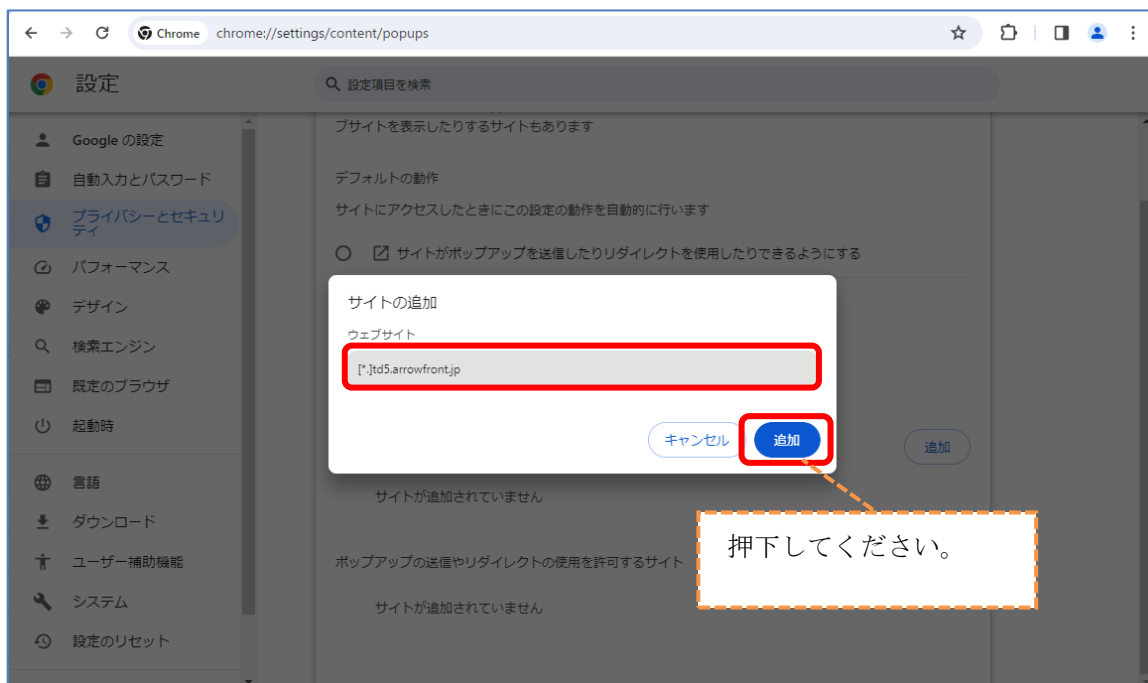 Chrome chrome://settings/content/popups
設定
設定項目を検索
Google の設定
自動入力とパスワード
プライバシーとセキュリ
ティ
パフォーマンス
デザイン
検索エンジン
既定のブラウザ
起動時
言語
ダウンロード
ユーザー補助機能
システム
設定のリセット
ブサイトを表示したりするサイトもあります
デフォルトの動作
サイトにアクセスしたときにこの設定の動作を自動的に行います
サイトがポップアップを送信したりリダイレクトを使用したりできるようにする
サイトの追加
ウェブサイト
[*.]td5.arrowfront.jp
キャンセル
追加
追加
サイトが追加されていません
押下してください。
ポップアップの送信やリダイレクトの使用を許可するサイト
サイトが追加されていません